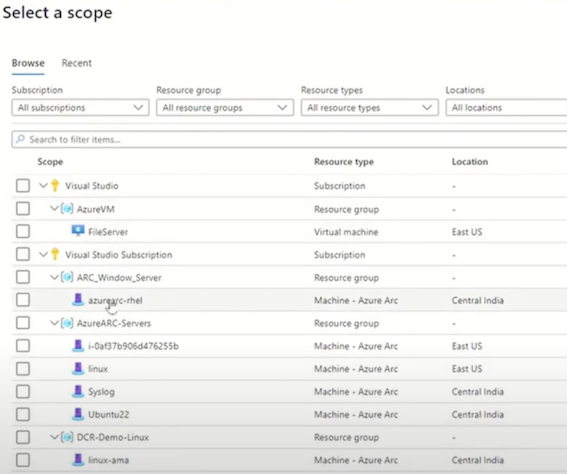 Select a scope
Browse Recent
Subscription Resource group Resource types Locations
All subscriptions All resource groups All resource types All locations
Search to filter items...
Scope Resource type Location
Visual Studio Subscription -
AzureVM Resource group -
FileServer Virtual machine East US
Visual Studio Subscription Subscription -
ARC_Window_Server Resource group -
azurearc-rhel Machine - Azure Arc Central India
AzureARC-Servers Resource group -
i-0af37b906d476255b Machine - Azure Arc East US
linux Machine - Azure Arc East US
Syslog Machine - Azure Arc Central India
Ubuntu22 Machine - Azure Arc Central India
DCR-Demo-Linux Resource group -
linux-ama Machine - Azure Arc Central India